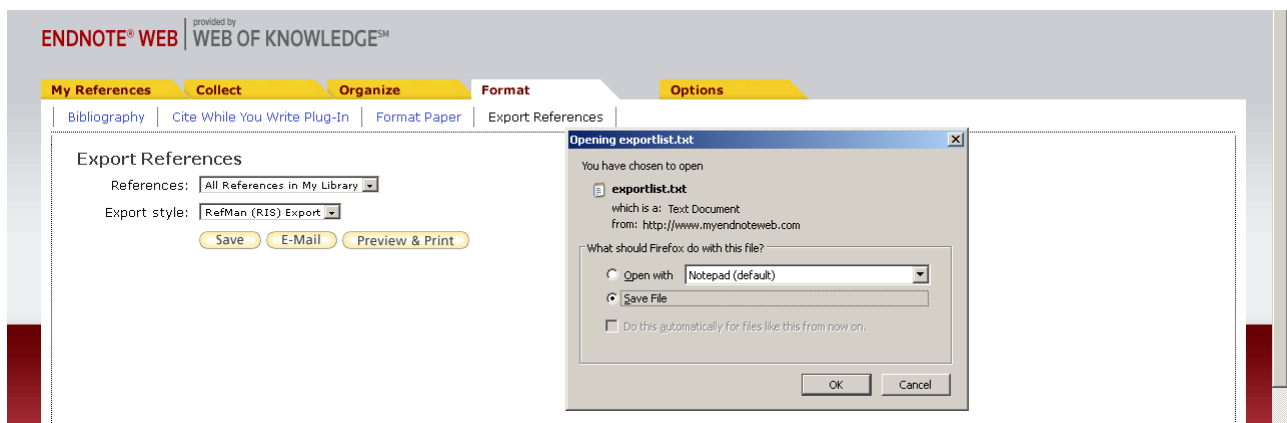 provided by
ENDNOTE® WEB WEB OF KNOWLEDGE℠
My References Collect Organize Format Options
Bibliography Cite While You Write Plug-In Format Paper Export References
Export References
References: All References in My Library
Export style: RefMan (RIS) Export
Save E-Mail Preview & Print
Opening exportlist.txt
You have chosen to open
exportlist.txt
which is a: Text Document
from: http://www.myendnoteweb.com
What should Firefox do with this file?
Open with Notepad (default)
Save File
Do this automatically for files like this from now on.
OK Cancel